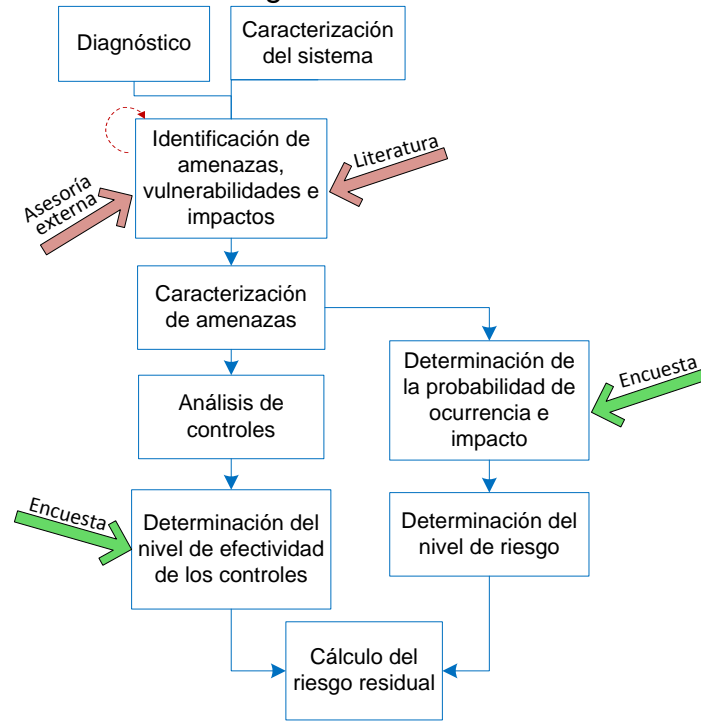 Diagnóstico
Caracterización
del sistema
Identificación de
amenazas,
vulnerabilidades e
impactos
Literatura
Asesoría
externa
Caracterización
de amenazas
Determinación de
la probabilidad de
ocurrencia e
impacto
Encuesta
Análisis de
controles
Encuesta
Determinación del
nivel de efectividad
de los controles
Determinación del
nivel de riesgo
Cálculo del
riesgo residual